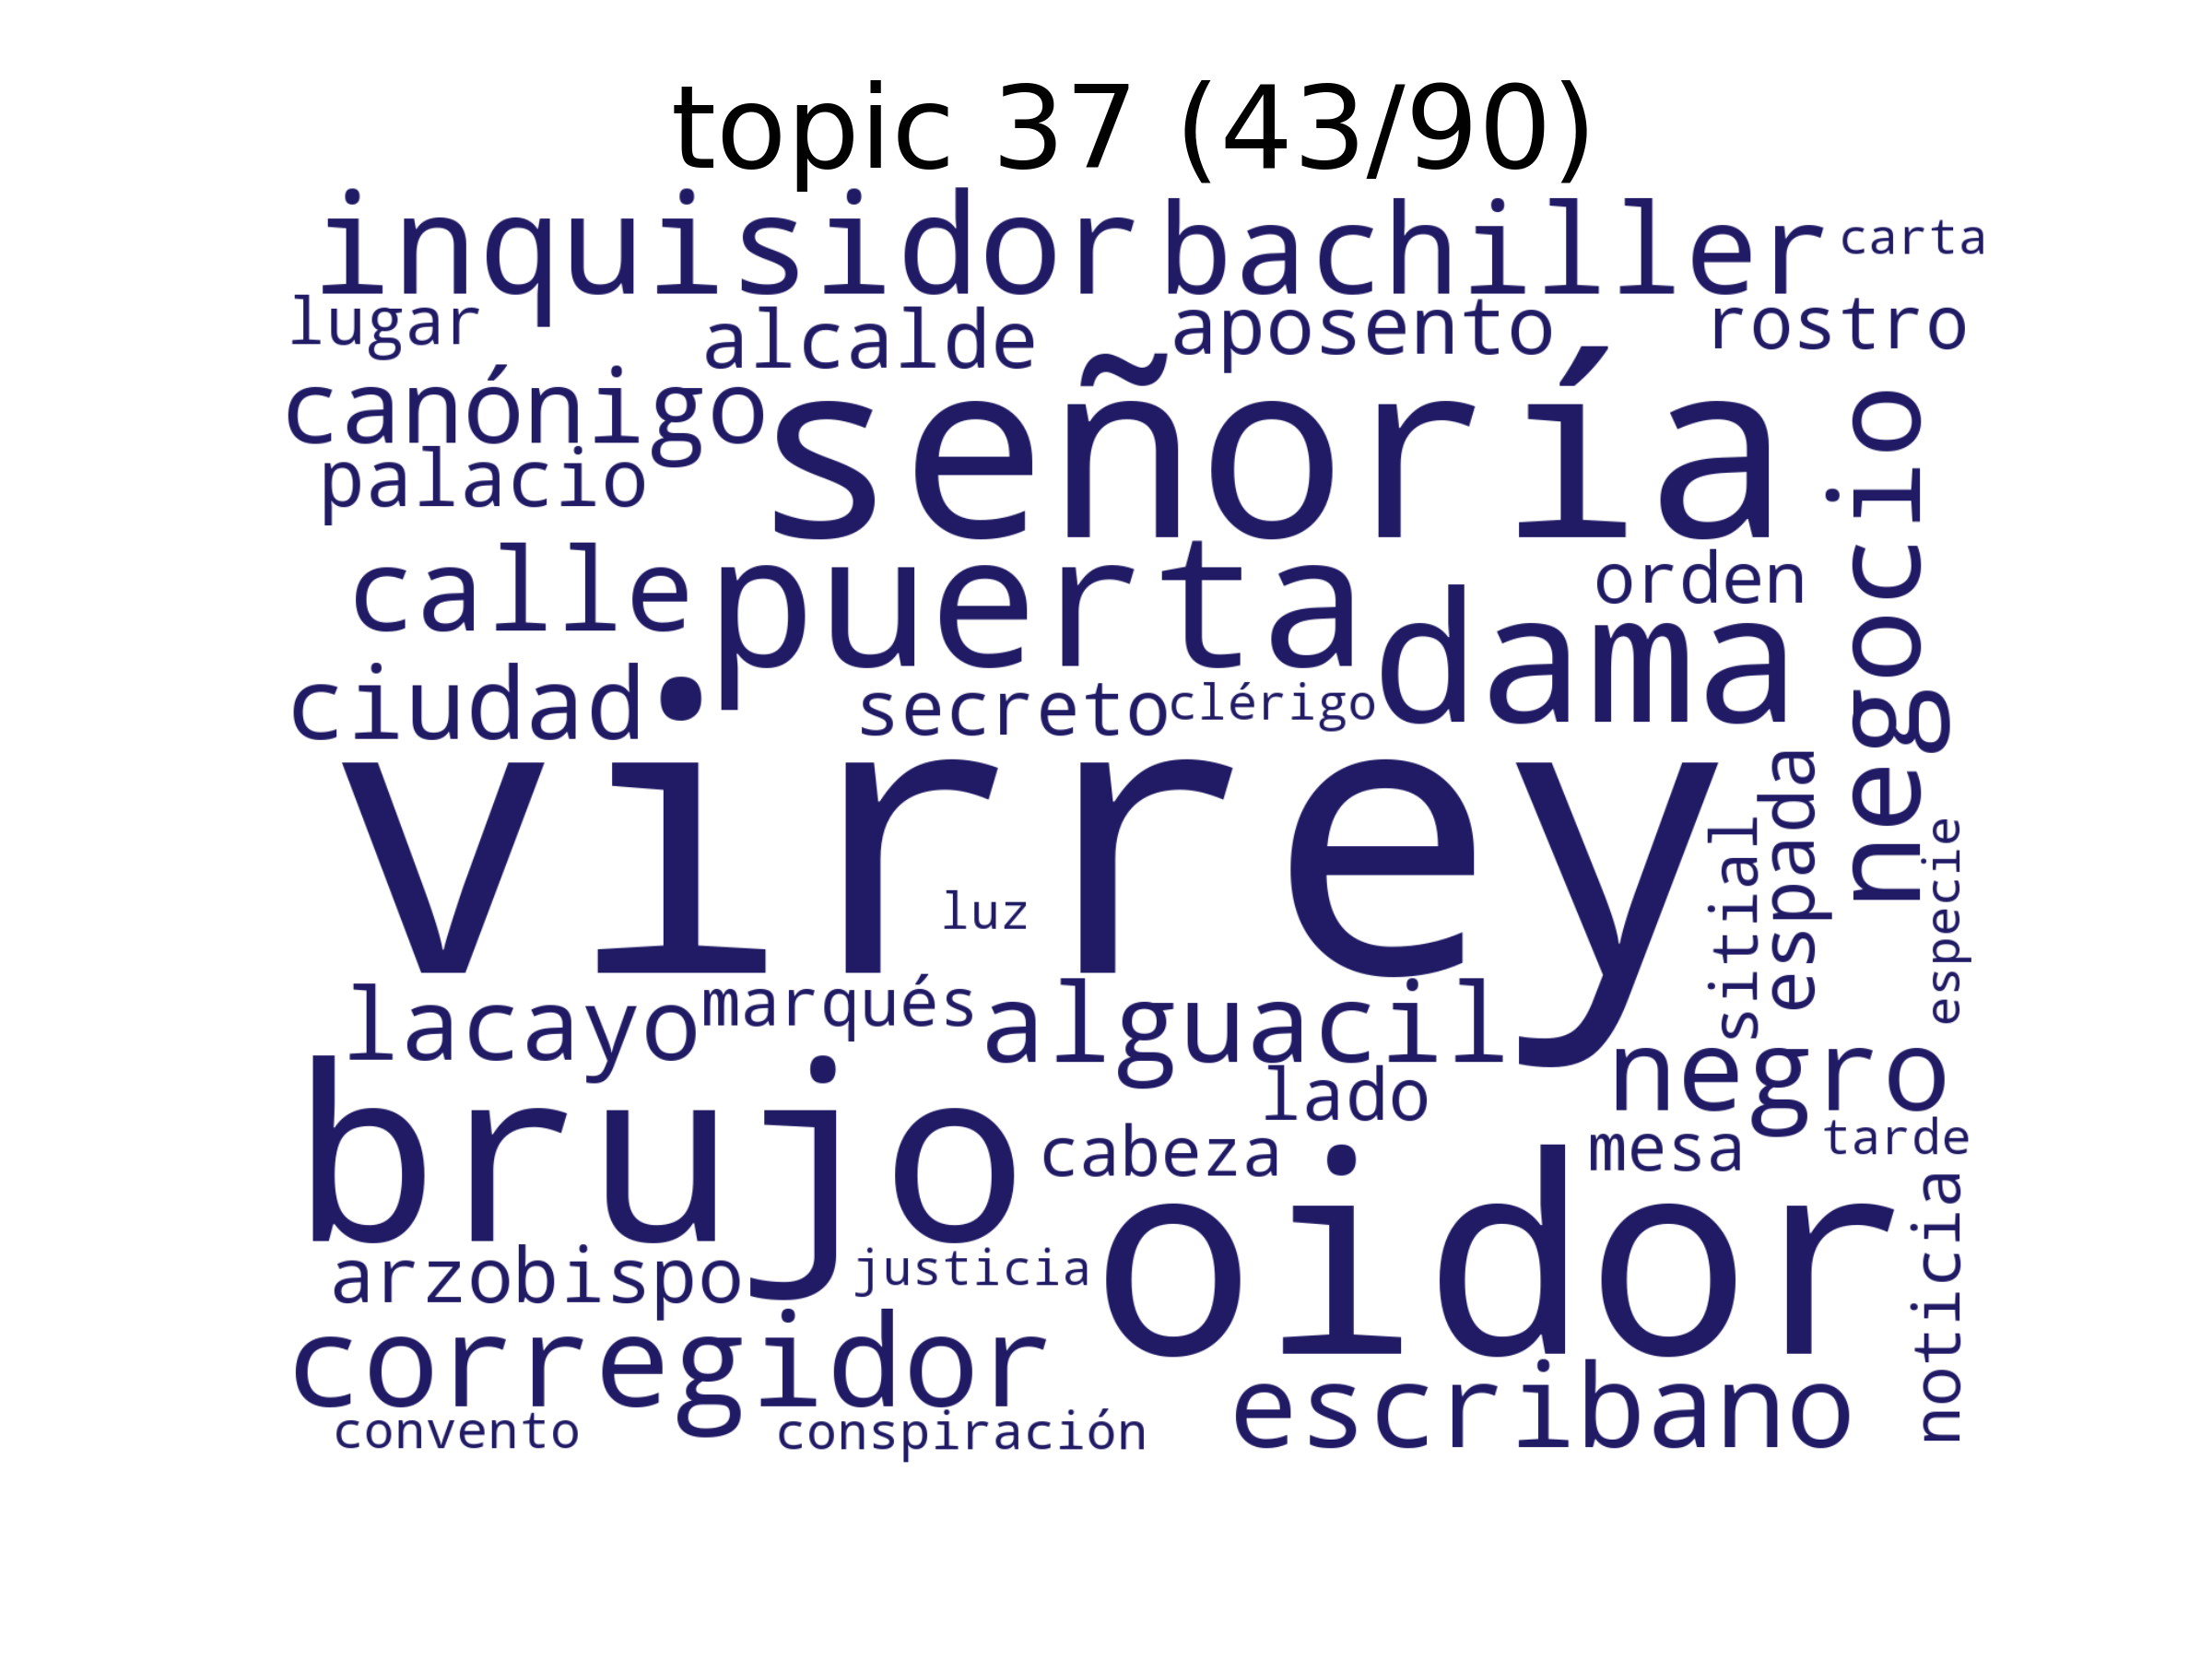 topic 37 (43/90)
inquisidor bachiller carta
lugar alcalde aposento rostro
canónigo señoría
palacio negocio
calle puerta orden
dama
ciudad secreto clérigo
virrey
luz sitial espada especie
lacayo marqués alguacil
negro
brujo lado
cabeza mesa tarde
oidor noticia
arzobispo justicia
corregidor escribano
convento conspiración